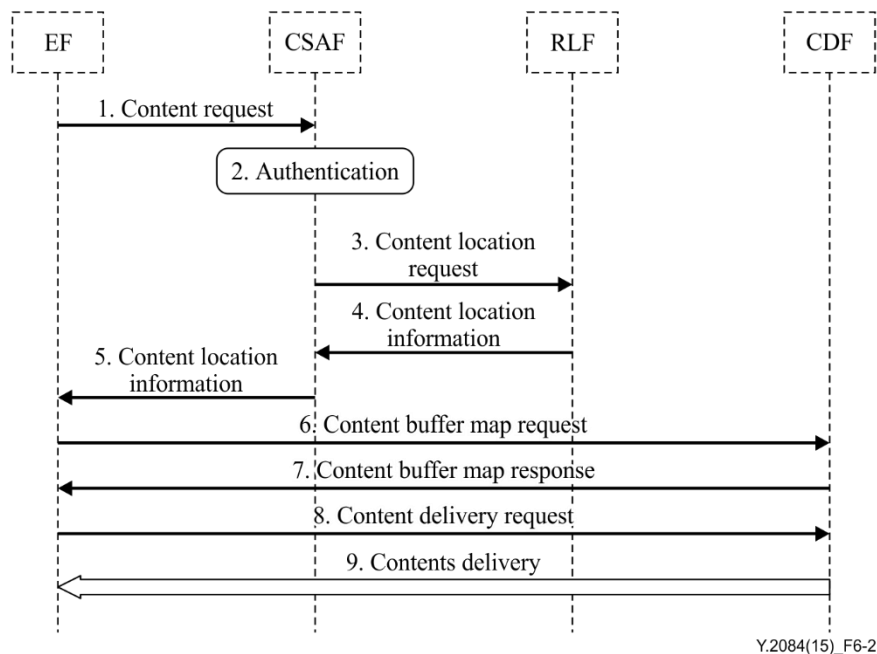 EF
CSAF
RLF
CDF
1. Content request
2. Authentication
3. Content location
request
4. Content location
information
5. Content location
information
6. Content buffer map request
7. Content buffer map response
8. Content delivery request
9. Contents delivery
Y.2084(15)_F6-2